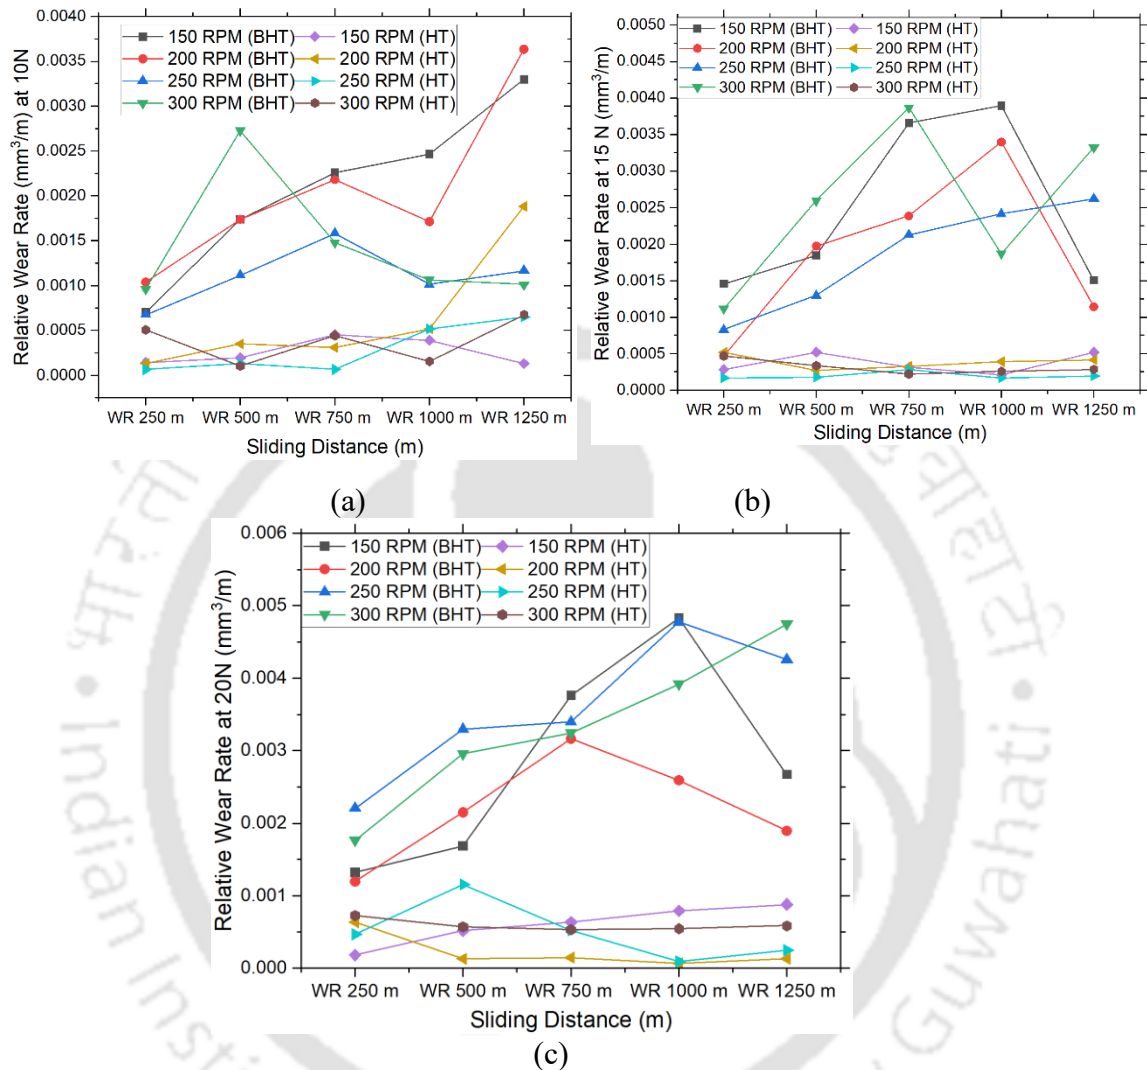 Relative Wear Rate (mm³/m) at 10N
0.0040
0.0035
0.0030
0.0025
0.0020
0.0015
0.0010
0.0005
0.0000
150 RPM (BHT) 150 RPM (HT)
200 RPM (BHT) 200 RPM (HT)
250 RPM (BHT) 250 RPM (HT)
300 RPM (BHT) 300 RPM (HT)
WR 250 m WR 500 m WR 750 m WR 1000 m WR 1250 m
Sliding Distance (m)
(a)
Relative Wear Rate at 15 N (mm³/m)
0.0050
0.0045
0.0040
0.0035
0.0030
0.0025
0.0020
0.0015
0.0010
0.0005
0.0000
150 RPM (BHT) 150 RPM (HT)
200 RPM (BHT) 200 RPM (HT)
250 RPM (BHT) 250 RPM (HT)
300 RPM (BHT) 300 RPM (HT)
WR 250 m WR 500 m WR 750 m WR 1000 m WR 1250 m
Sliding Distance (m)
(b)
Relative Wear Rate at 20N (mm³/m)
0.006
0.005
0.004
0.003
0.002
0.001
0.000
150 RPM (BHT) 150 RPM (HT)
200 RPM (BHT) 200 RPM (HT)
250 RPM (BHT) 250 RPM (HT)
300 RPM (BHT) 300 RPM (HT)
WR 250 m WR 500 m WR 750 m WR 1000 m WR 1250 m
Sliding Distance (m)
(c)
Indian Insti
Guwahati